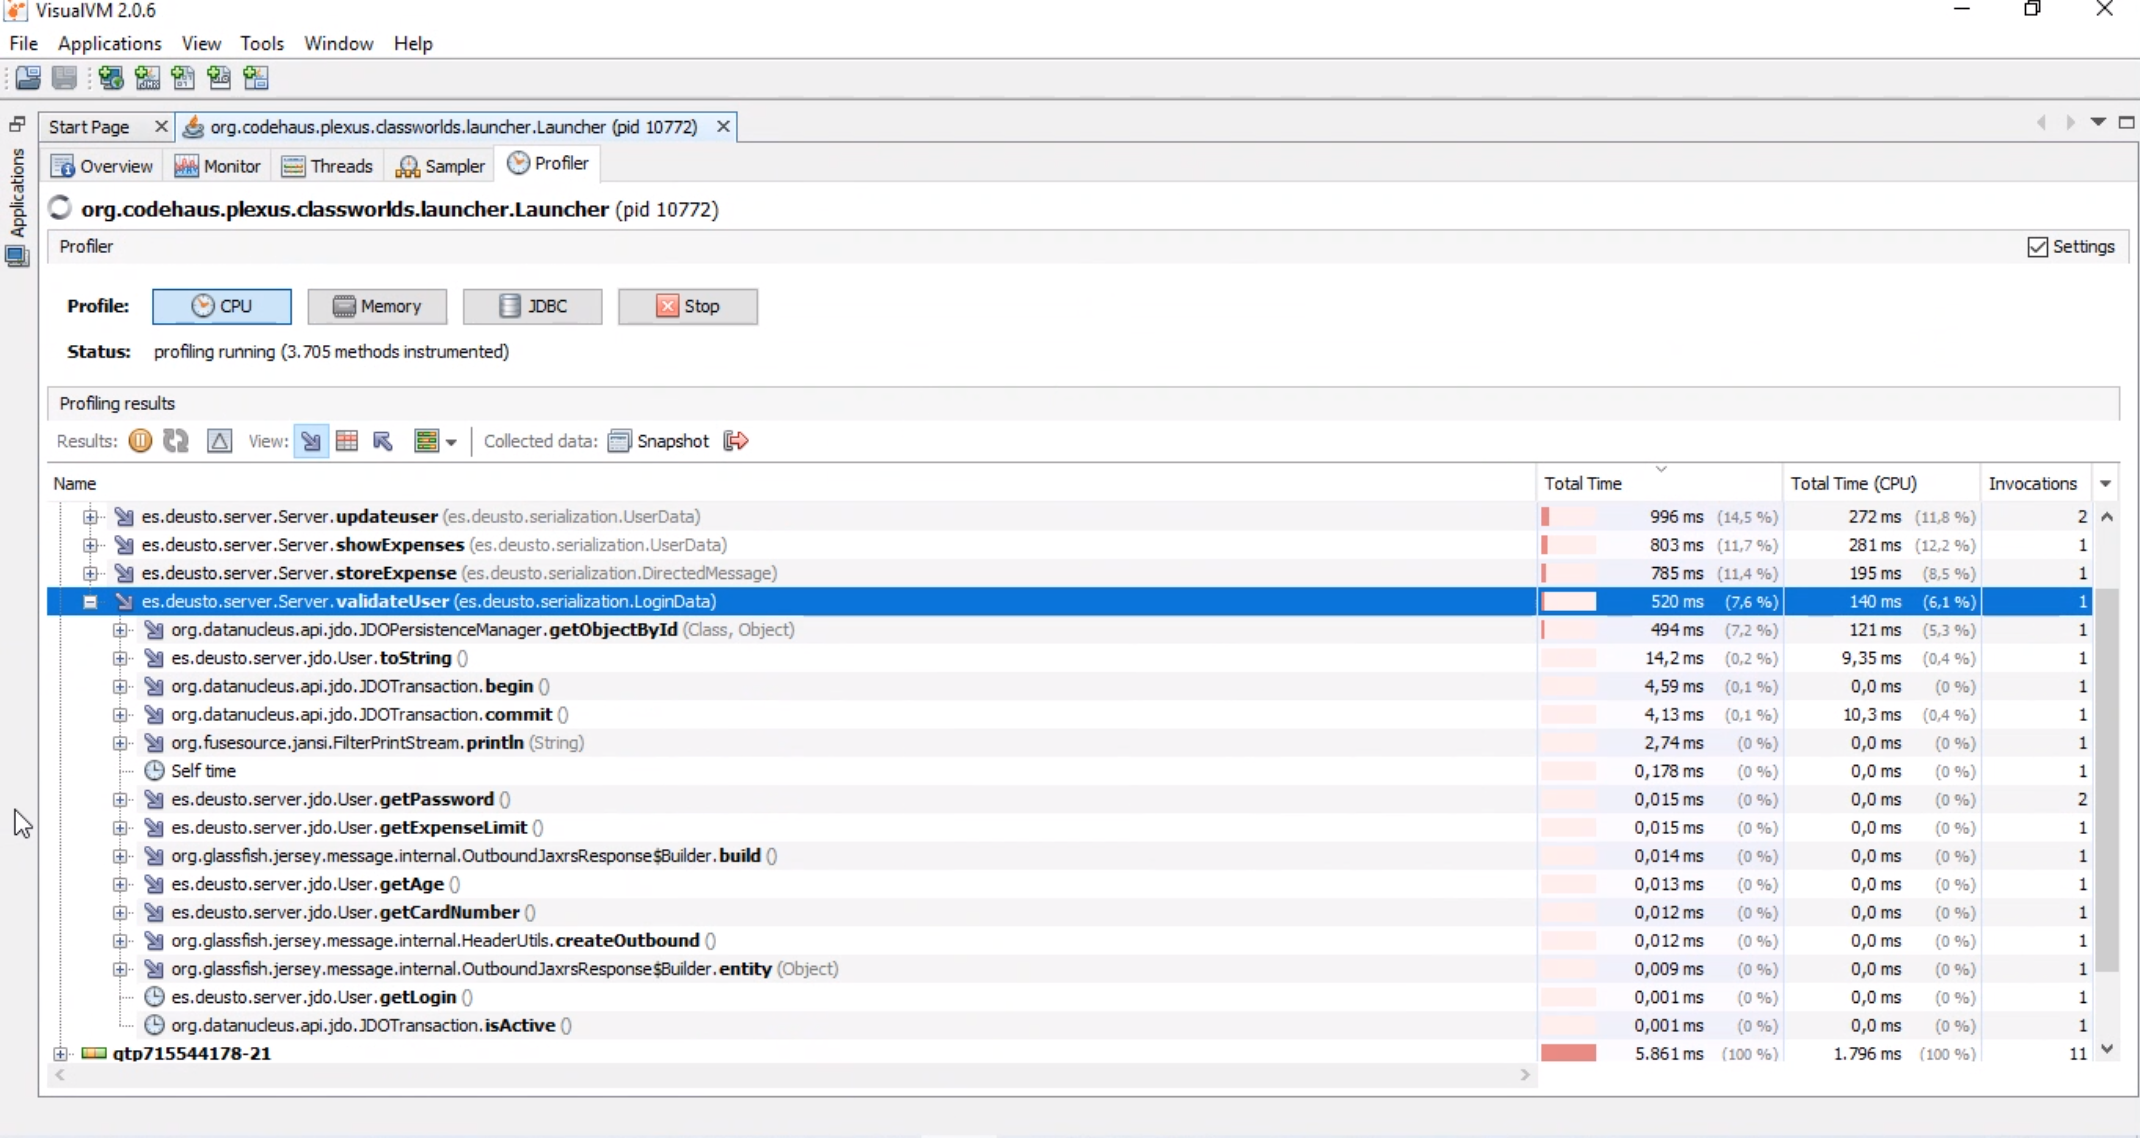 VisualVM 2.0.6
File Applications View Tools Window Help
Start Page org.codehaus.plexus.classworlds.launcher.Launcher (pid 10772)
Applications
Overview Monitor Threads Sampler Profiler
org.codehaus.plexus.classworlds.launcher.Launcher (pid 10772)
Profiler Settings
Profile: CPU Memory JDBC Stop
Status: profiling running (3.705 methods instrumented)
Profiling results
Results: View: Collected data: Snapshot
Name Total Time Total Time (CPU) Invocations
es.deusto.server.Server.updateuser (es.deusto.serialization.UserData) 996 ms (14,5 %) 272 ms (11,8 %) 2
es.deusto.server.Server.showExpenses (es.deusto.serialization.UserData) 803 ms (11,7 %) 281 ms (12,2 %) 1
es.deusto.server.Server.storeExpense (es.deusto.serialization.DirectedMessage) 785 ms (11,4 %) 195 ms (8,5 %) 1
es.deusto.server.Server.validateUser (es.deusto.serialization.LoginData) 520 ms (7,6 %) 140 ms (6,1 %) 1
org.datanucleus.api.jdo.JDOPersistenceManager.getObjectById (Class, Object) 494 ms (7,2 %) 121 ms (5,3 %) 1
es.deusto.server.jdo.User.toString () 14,2 ms (0,2 %) 9,35 ms (0,4 %) 1
org.datanucleus.api.jdo.JDOTransaction.begin () 4,59 ms (0,1 %) 0,0 ms (0 %) 1
org.datanucleus.api.jdo.JDOTransaction.commit () 4,13 ms (0,1 %) 10,3 ms (0,4 %) 1
org.fusesource.jansi.FilterPrintStream.println (String) 2,74 ms (0 %) 0,0 ms (0 %) 1
Self time 0,178 ms (0 %) 0,0 ms (0 %) 1
es.deusto.server.jdo.User.getPassword () 0,015 ms (0 %) 0,0 ms (0 %) 2
es.deusto.server.jdo.User.getExpenseLimit () 0,015 ms (0 %) 0,0 ms (0 %) 1
org.glassfish.jersey.message.internal.OutboundJaxrsResponse$Builder.build () 0,014 ms (0 %) 0,0 ms (0 %) 1
es.deusto.server.jdo.User.getAge () 0,013 ms (0 %) 0,0 ms (0 %) 1
es.deusto.server.jdo.User.getCardNumber () 0,012 ms (0 %) 0,0 ms (0 %) 1
org.glassfish.jersey.message.internal.HeaderUtils.createOutbound () 0,012 ms (0 %) 0,0 ms (0 %) 1
org.glassfish.jersey.message.internal.OutboundJaxrsResponse$Builder.entity (Object) 0,009 ms (0 %) 0,0 ms (0 %) 1
es.deusto.server.jdo.User.getLogin () 0,001 ms (0 %) 0,0 ms (0 %) 1
org.datanucleus.api.jdo.JDOTransaction.isActive () 0,001 ms (0 %) 0,0 ms (0 %) 1
qtp715544178-21 5.861 ms (100 %) 1.796 ms (100 %) 11